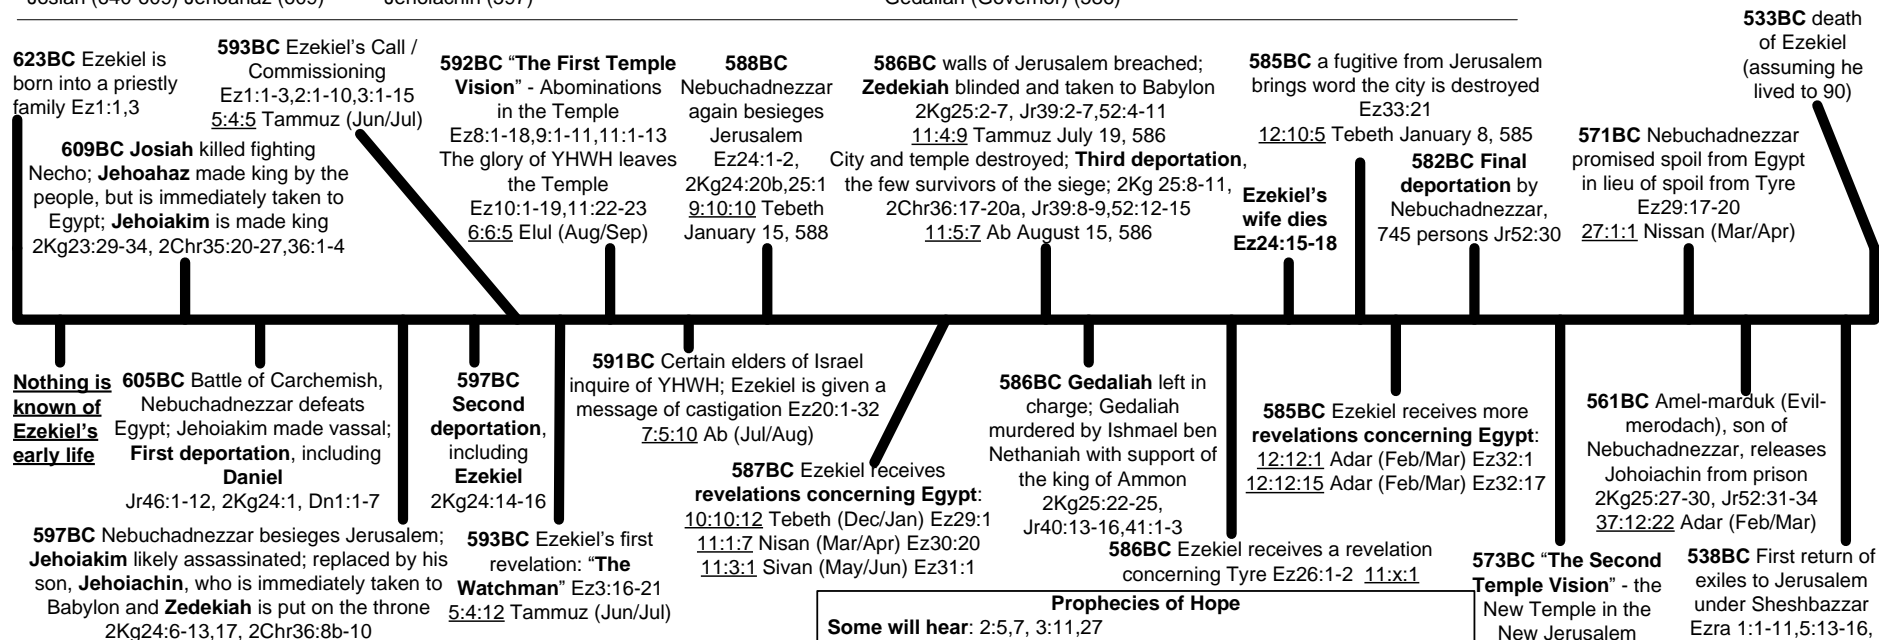 Josiah (640-609) Jehoahaz (609)
Jehoiachin (597)
Gedaliah (Governor) (586)
623BC Ezekiel is
born into a priestly
family Ez1:1,3
593BC Ezekiel's Call /
Commissioning
Ez1:1-3,2:1-10,3:1-15
5:4:5 Tammuz (Jun/Jul)
609BC Josiah killed fighting
Necho; Jehoahaz made king by the
people, but is immediately taken to
Egypt; Jehoiakim is made king
2Kg23:29-34, 2Chr35:20-27,36:1-4
592BC “The First Temple
Vision” - Abominations
in the Temple
Ez8:1-18,9:1-11,11:1-13
The glory of YHWH leaves
the Temple
Ez10:1-19,11:22-23
6:6:5 Elul (Aug/Sep)
588BC
Nebuchadnezzar
again besieges
Jerusalem
Ez24:1-2,
2Kg24:20b,25:1
9:10:10 Tebeth
January 15, 588
586BC walls of Jerusalem breached;
Zedekiah blinded and taken to Babylon
2Kg25:2-7, Jr39:2-7,52:4-11
11:4:9 Tammuz July 19, 586
City and temple destroyed; Third deportation,
the few survivors of the siege; 2Kg 25:8-11,
2Chr36:17-20a, Jr39:8-9,52:12-15
11:5:7 Ab August 15, 586
Ezekiel's
wife dies
Ez24:15-18
585BC a fugitive from Jerusalem
brings word the city is destroyed
Ez33:21
12:10:5 Tebeth January 8, 585
582BC Final
deportation by
Nebuchadnezzar,
745 persons Jr52:30
571BC Nebuchadnezzar
promised spoil from Egypt
in lieu of spoil from Tyre
Ez29:17-20
27:1:1 Nissan (Mar/Apr)
533BC death
of Ezekiel
(assuming he
lived to 90)
Nothing is
known of
Ezekiel's
early life
605BC Battle of Carchemish,
Nebuchadnezzar defeats
Egypt; Jehoiakim made vassal;
First deportation, including
Daniel
Jr46:1-12, 2Kg24:1, Dn1:1-7
597BC Nebuchadnezzar besieges Jerusalem;
Jehoiakim likely assassinated; replaced by his
son, Jehoiachin, who is immediately taken to
Babylon and Zedekiah is put on the throne
2Kg24:6-13,17, 2Chr36:8b-10
597BC
Second
deportation,
including
Ezekiel
2Kg24:14-16
593BC Ezekiel's first
revelation: “The
Watchman” Ez3:16-21
5:4:12 Tammuz (Jun/Jul)
591BC Certain elders of Israel
inquire of YHWH; Ezekiel is given a
message of castigation Ez20:1-32
7:5:10 Ab (Jul/Aug)
587BC Ezekiel receives
revelations concerning Egypt:
10:10:12 Tebeth (Dec/Jan) Ez29:1
11:1:7 Nisan (Mar/Apr) Ez30:20
11:3:1 Sivan (May/Jun) Ez31:1
586BC Gedaliah left in
charge; Gedaliah
murdered by Ishmael ben
Nethaniah with support of
the king of Ammon
2Kg25:22-25,
Jr40:13-16,41:1-3
586BC Ezekiel receives a revelation
concerning Tyre Ez26:1-2 11:x:1
585BC Ezekiel receives more
revelations concerning Egypt:
12:12:1 Adar (Feb/Mar) Ez32:1
12:12:15 Adar (Feb/Mar) Ez32:17
573BC “The Second
Temple Vision” - the
New Temple in the
New Jerusalem
561BC Amel-marduk (Evil-
merodach), son of
Nebuchadnezzar, releases
Johoiachin from prison
2Kg25:27-30, Jr52:31-34
37:12:22 Adar (Feb/Mar)
538BC First return of
exiles to Jerusalem
under Sheshbazzar
Ezra 1:1-11,5:13-16,
Prophecies of Hope
Some will hear: 2:5,7, 3:11,27